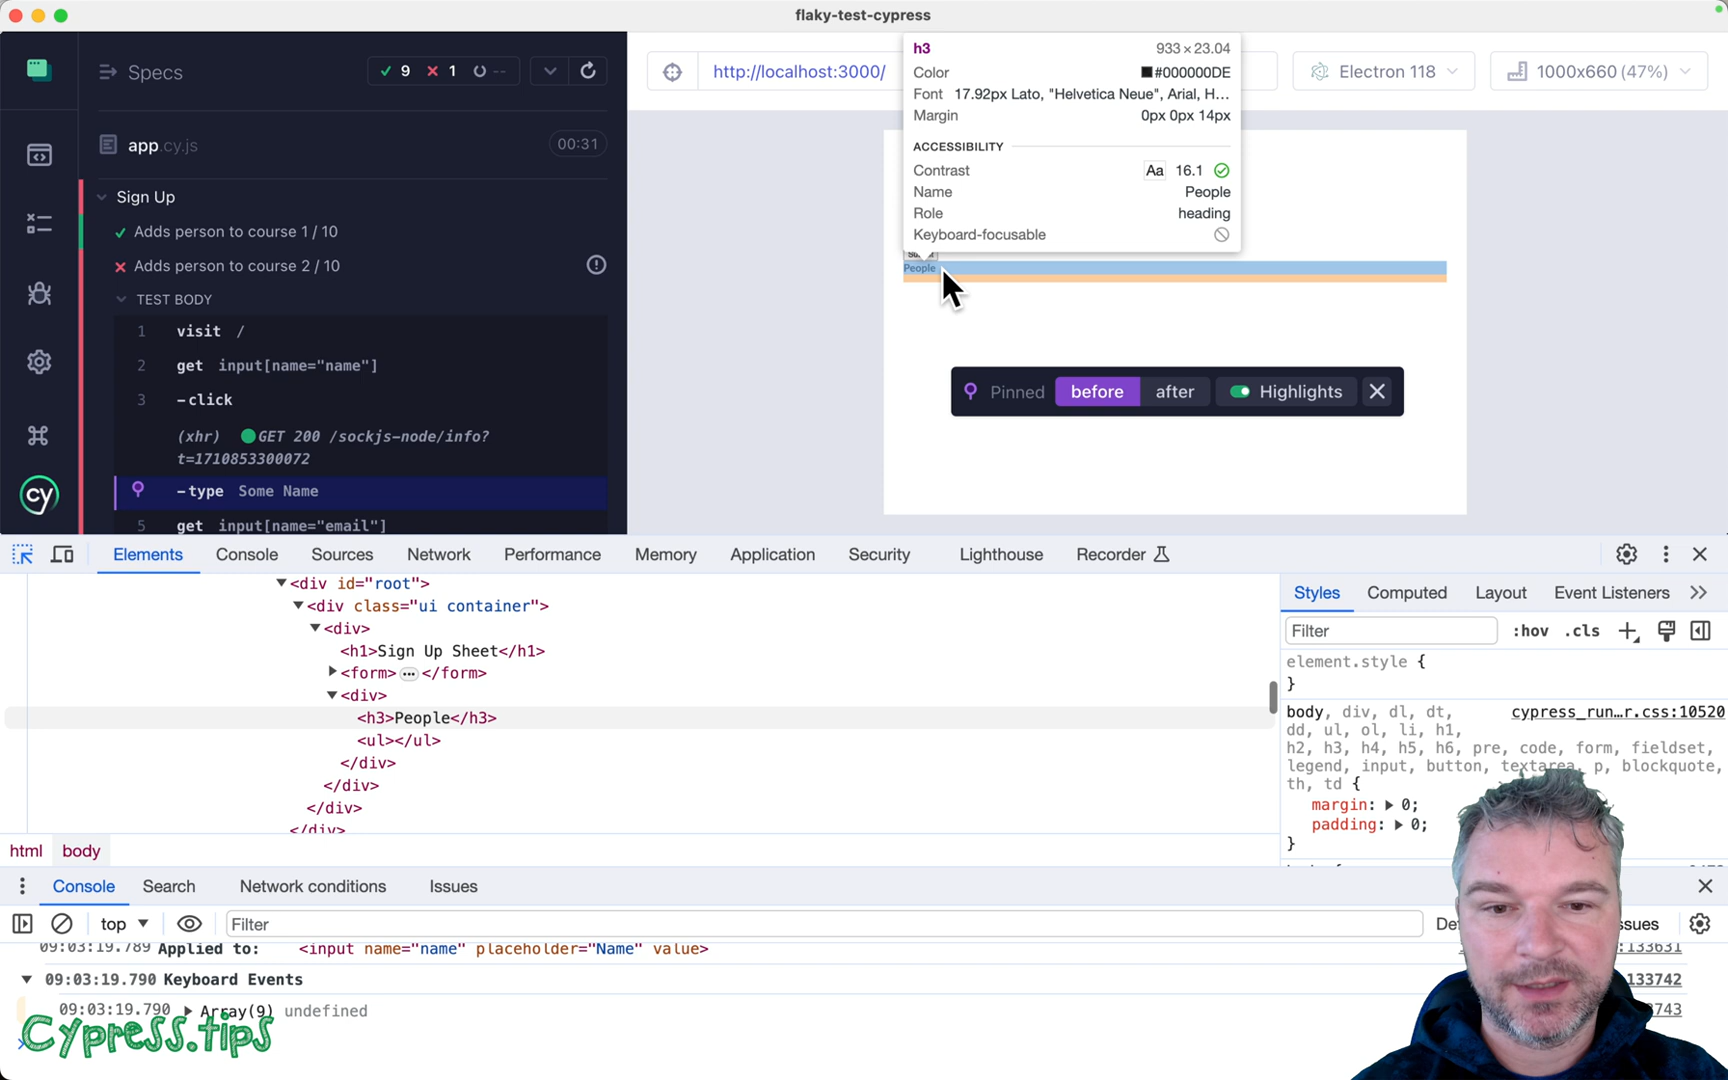 flaky-test-cypress
Specs
9
1
--
app.cy.js
00:31
Sign Up
Adds person to course 1 / 10
Adds person to course 2 / 10
TEST BODY
1 visit /
2 get input[name="name"]
3 -click
(xhr) GET 200 /sockjs-node/info?
t=1710853300072
-type Some Name
5 get input[name="email"]
cy
http://localhost:3000/
Electron 118
1000x660 (47%)
h3 933 × 23.04
Color #000000DE
Font 17.92px Lato, "Helvetica Neue", Arial, H...
Margin 0px 0px 14px
ACCESSIBILITY
Contrast Aa 16.1
Name People
Role heading
Keyboard-focusable
People
Pinned before after Highlights
Elements Console Sources Network Performance Memory Application Security Lighthouse Recorder
<div id="root">
<div class="ui container">
<div>
<h1>Sign Up Sheet</h1>
<form>…</form>
<div>
<h3>People</h3>
<ul></ul>
</div>
</div>
</div>
</div>
html body
Styles Computed Layout Event Listeners
Filter :hov .cls
element.style {
}
body, div, dl, dt, cypress_run…r.css:10520
dd, ul, ol, li, h1,
h2, h3, h4, h5, h6, pre, code, form, fieldset,
legend, input, button, textarea, p, blockquote,
th, td {
margin: 0;
padding: 0;
}
Console Search Network conditions Issues
top Filter
09:03:19.789 Applied to: <input name="name" placeholder="Name" value>
133631
09:03:19.790 Keyboard Events
133742
09:03:19.790 Array(9) undefined
Cypress.tips